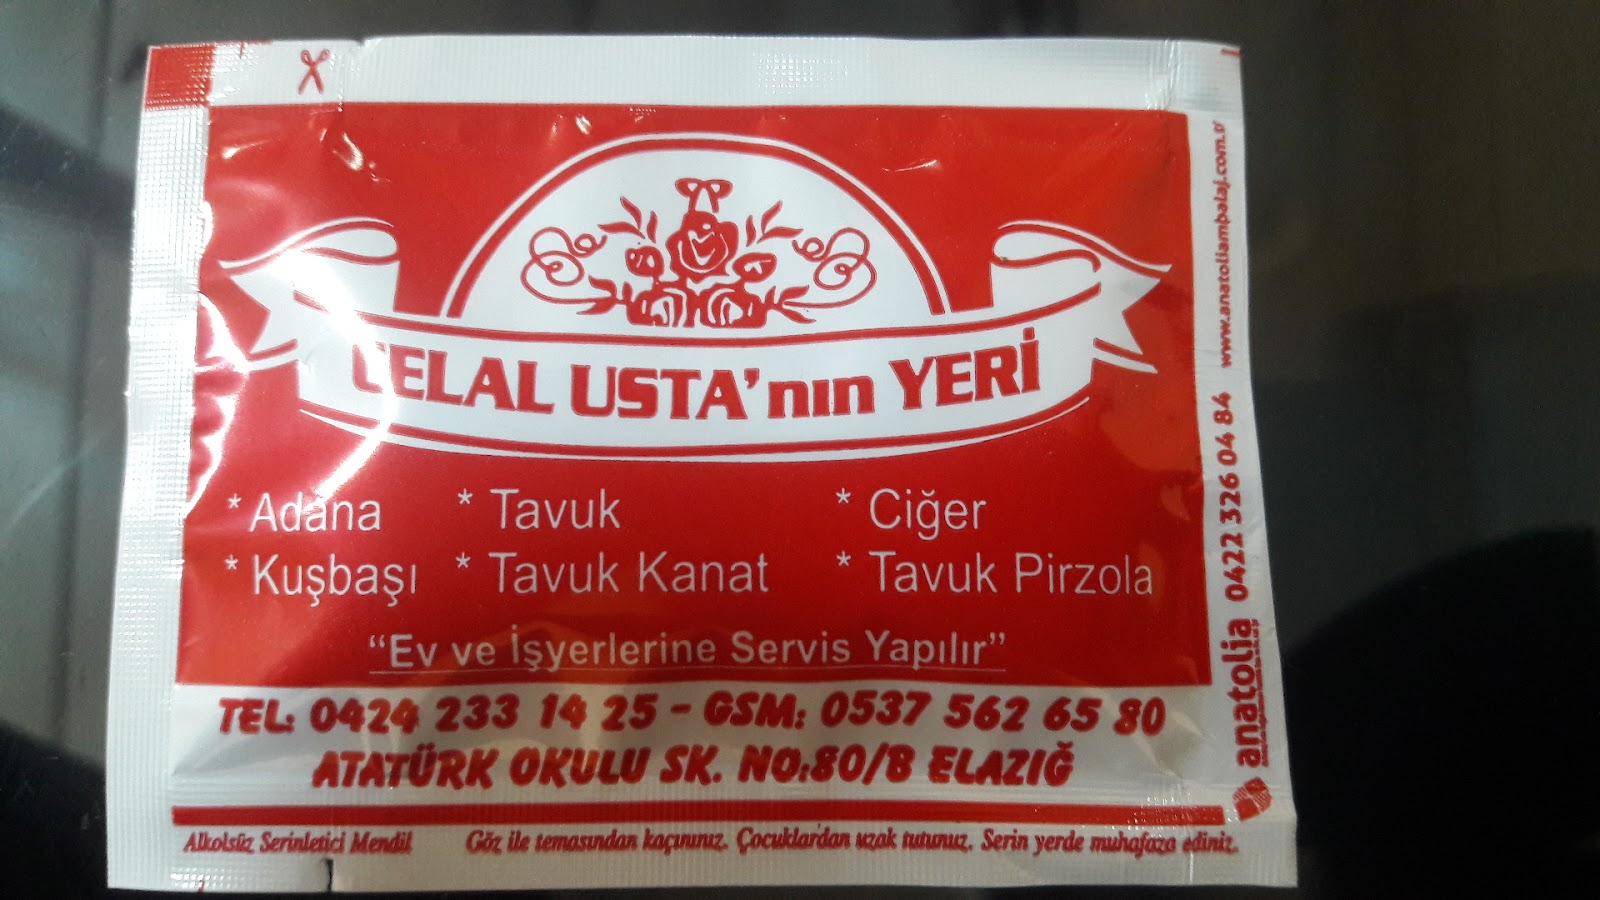 CELAL USTA'nın YERİ
* Adana * Tavuk * Ciğer
* Kuşbaşı * Tavuk Kanat * Tavuk Pirzola
"Ev ve İşyerlerine Servis Yapılır"
TEL: 0424 233 14 25 - GSM: 0537 562 65 80
ATATÜRK OKULU SK. NO:80/B ELAZIĞ
Alkolsüz Serinletici Mendil Göz ile temasından kaçınınız. Çocuklar'dan uzak tutunuz. Serin yerde muhafaza ediniz.
anatolia 0422 326 04 84 www.anatoliambalaj.com.tr